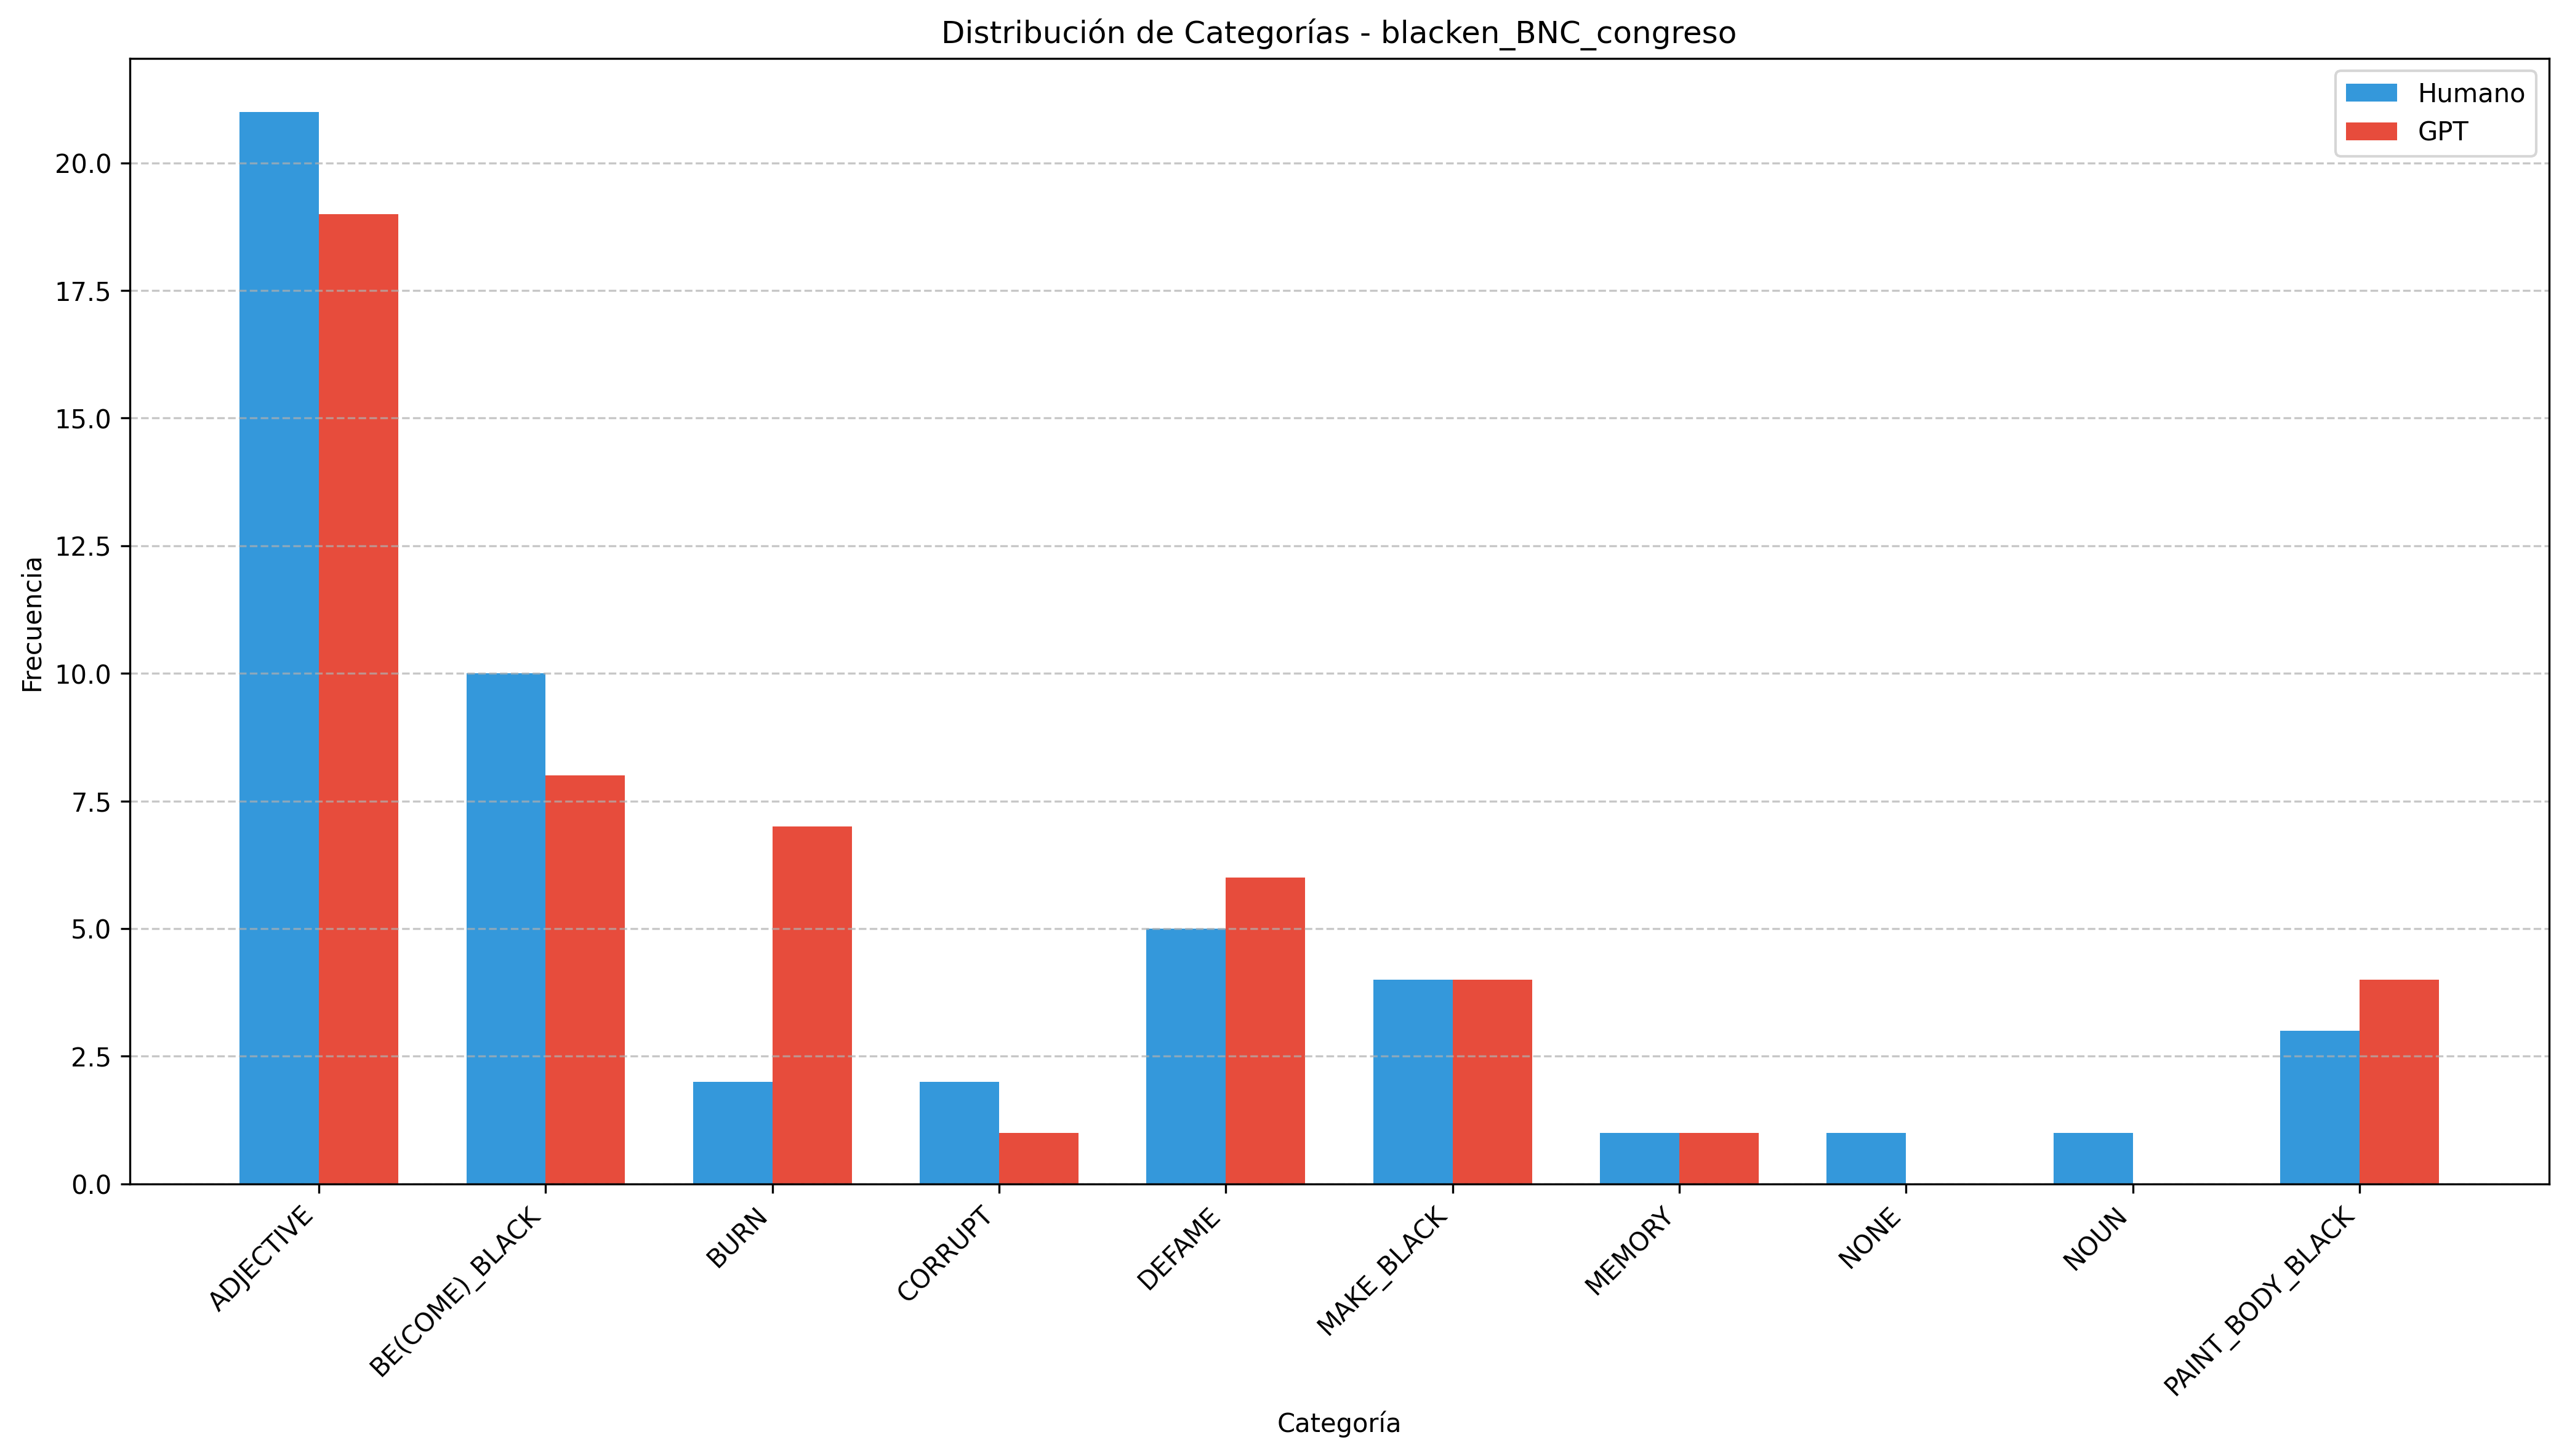 Distribución de Categorías - blacken_BNC_congreso
Humano
GPT
Frecuencia
20.0
17.5
15.0
12.5
10.0
7.5
5.0
2.5
0.0
ADJECTIVE
BE(COME)_BLACK
BURN
CORRUPT
DEFAME
MAKE_BLACK
MEMORY
NONE
NOUN
PAINT_BODY_BLACK
Categoría